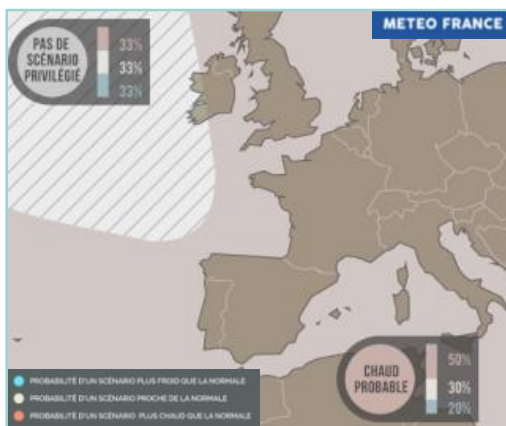 METEO FRANCE
PAS DE
SCÉNARIO
PRIVILÉGIÉ
33%
33%
33%
CHAUD
PROBABLE
50%
30%
20%
PROBABILITÉ D'UN SCÉNARIO PLUS FROID QUE LA NORMALE
PROBABILITÉ D'UN SCÉNARIO PROCHE DE LA NORMALE
PROBABILITÉ D'UN SCÉNARIO PLUS CHAUD QUE LA NORMALE